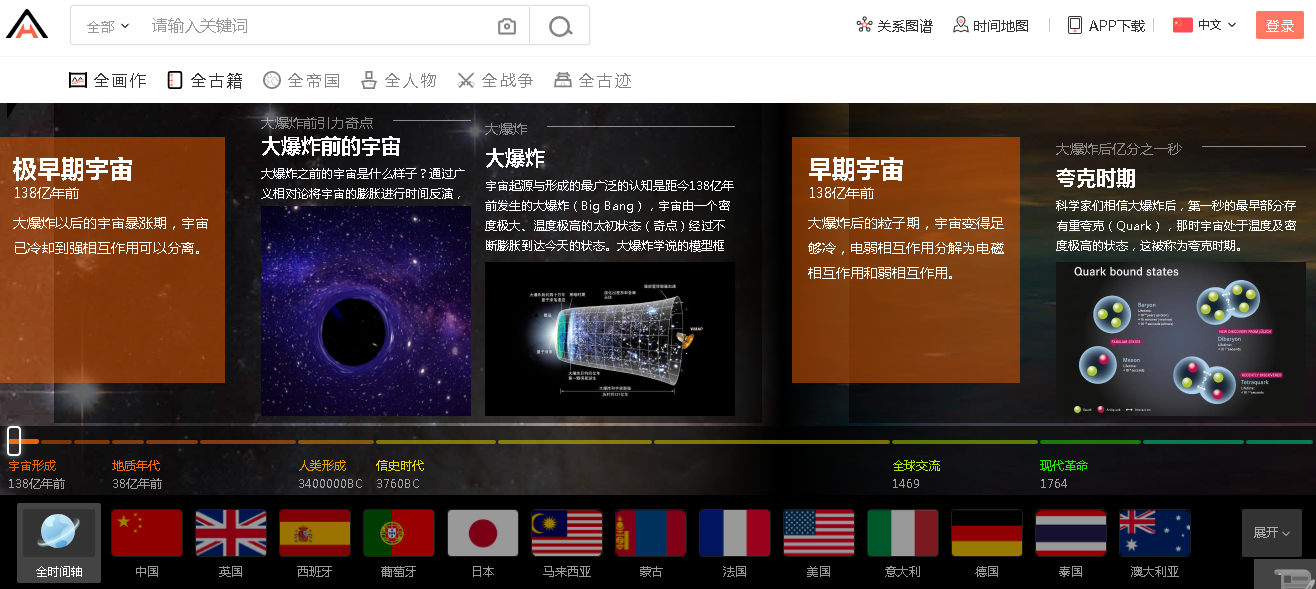 全部
请输入关键词
关系图谱
时间地图
APP下载
中文
登录
全画作
全古籍
全帝国
全人物
全战争
全古迹
极早期宇宙
138亿年前
大爆炸以后的宇宙暴涨期，宇宙
已冷却到强相互作用可以分离。
大爆炸前引力奇点
大爆炸前的宇宙
大爆炸之前的宇宙是什么样子？通过广
义相对论将宇宙的膨胀进行时间反演，
大爆炸
大爆炸
宇宙起源与形成的最广泛的认知是距今138亿年
前发生的大爆炸（Big Bang），宇宙由一个密
度极大、温度极高的太初状态（奇点）经过不
断膨胀到达今天的状态。大爆炸学说的模型框
WMAP
早期宇宙
138亿年前
大爆炸后的粒子期，宇宙变得足
够冷，电弱相互作用分解为电磁
相互作用和弱相互作用。
大爆炸后亿分之一秒
夸克时期
科学家们相信大爆炸后，第一秒的最早部分存
有重夸克（Quark），那时宇宙处于温度及密
度极高的状态，这被称为夸克时期。
Quark bound states
Baryon
FAMILIAR STATES
Meson
NEW DISCOVERY FROM JÜLICH
Dibaryon
RECENTLY DISCOVERED
Tetraquark
Quark
Antiquark
Interaction
宇宙形成
138亿年前
地质年代
38亿年前
人类形成
3400000BC
信史时代
3760BC
全球交流
1469
现代革命
1764
全时间轴
中国
英国
西班牙
葡萄牙
日本
马来西亚
蒙古
法国
美国
意大利
德国
泰国
澳大利亚
展开